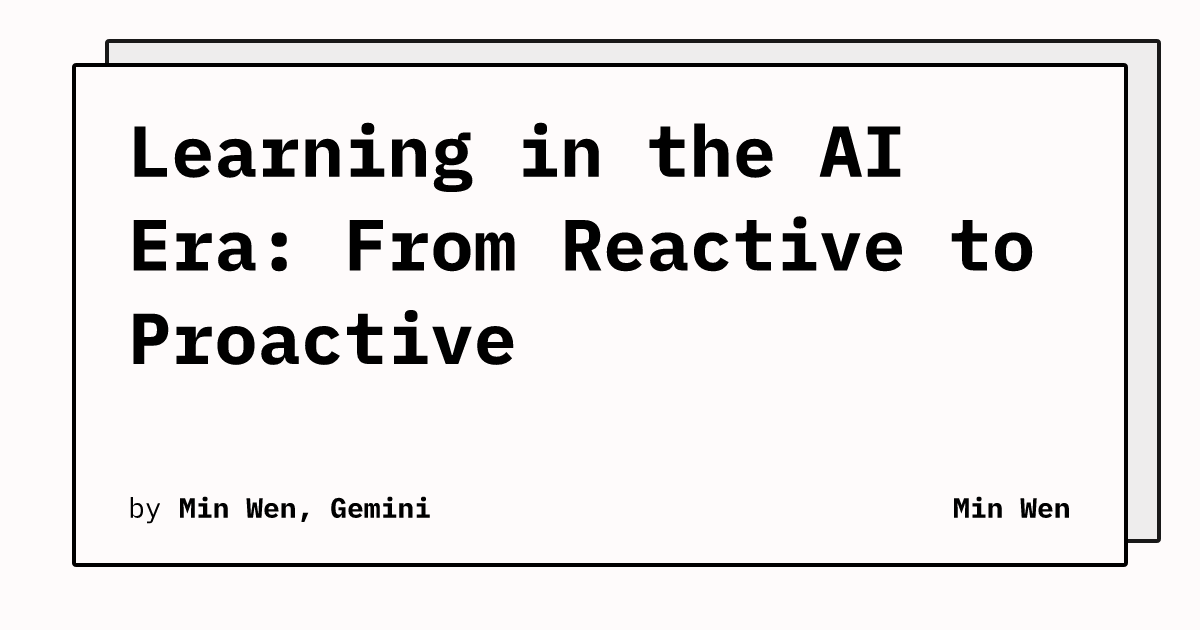 Learning in the AI
Era: From Reactive to
Proactive
by Min Wen, Gemini
Min Wen